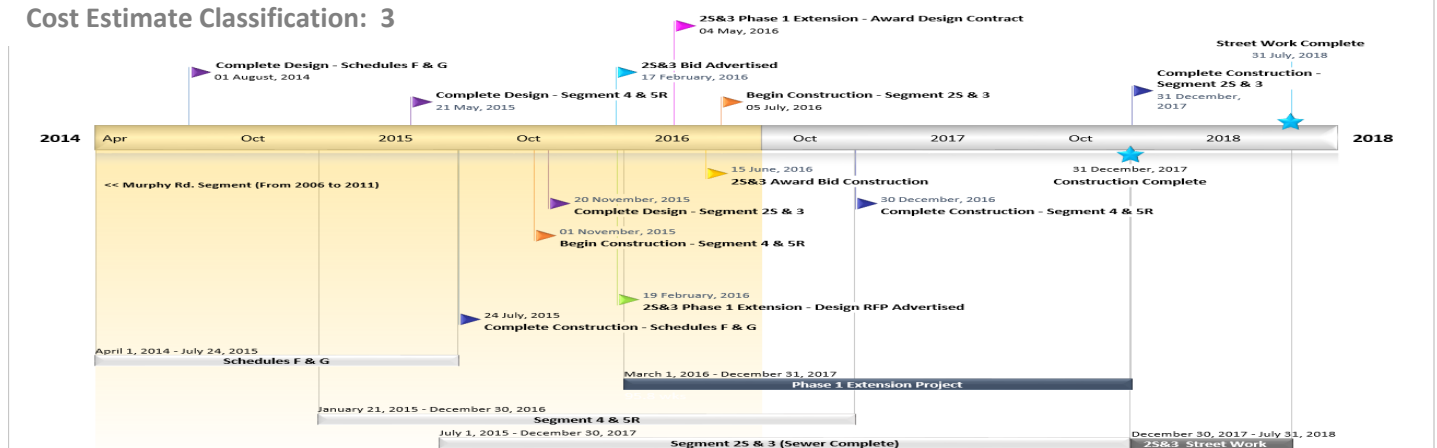 Cost Estimate Classification: 3
2S&3 Phase 1 Extension - Award Design Contract
04 May, 2016
Street Work Complete
31 July, 2018
Complete Design - Schedules F & G
01 August, 2014
2S&3 Bid Advertised
17 February, 2016
Complete Construction -
Segment 2S & 3
31 December,
2017
Complete Design - Segment 4 & 5R
21 May, 2015
Begin Construction - Segment 2S & 3
05 July, 2016
2014 Apr Oct 2015 Oct 2016 Oct 2017 Oct 2018 2018
15 June, 2016
2S&3 Award Bid Construction
31 December, 2017
Construction Complete
<< Murphy Rd. Segment (From 2006 to 2011)
20 November, 2015
Complete Design - Segment 2S & 3
30 December, 2016
Complete Construction - Segment 4 & 5R
01 November, 2015
Begin Construction - Segment 4 & 5R
19 February, 2016
2S&3 Phase 1 Extension - Design RFP Advertised
24 July, 2015
Complete Construction - Schedules F & G
April 1, 2014 - July 24, 2015
Schedules F & G
March 1, 2016 - December 31, 2017
Phase 1 Extension Project
January 21, 2015 - December 30, 2016
Segment 4 & 5R
July 1, 2015 - December 30, 2017
Segment 2S & 3 (Sewer Complete)
December 30, 2017 - July 31, 2018
2S&3 Street Work